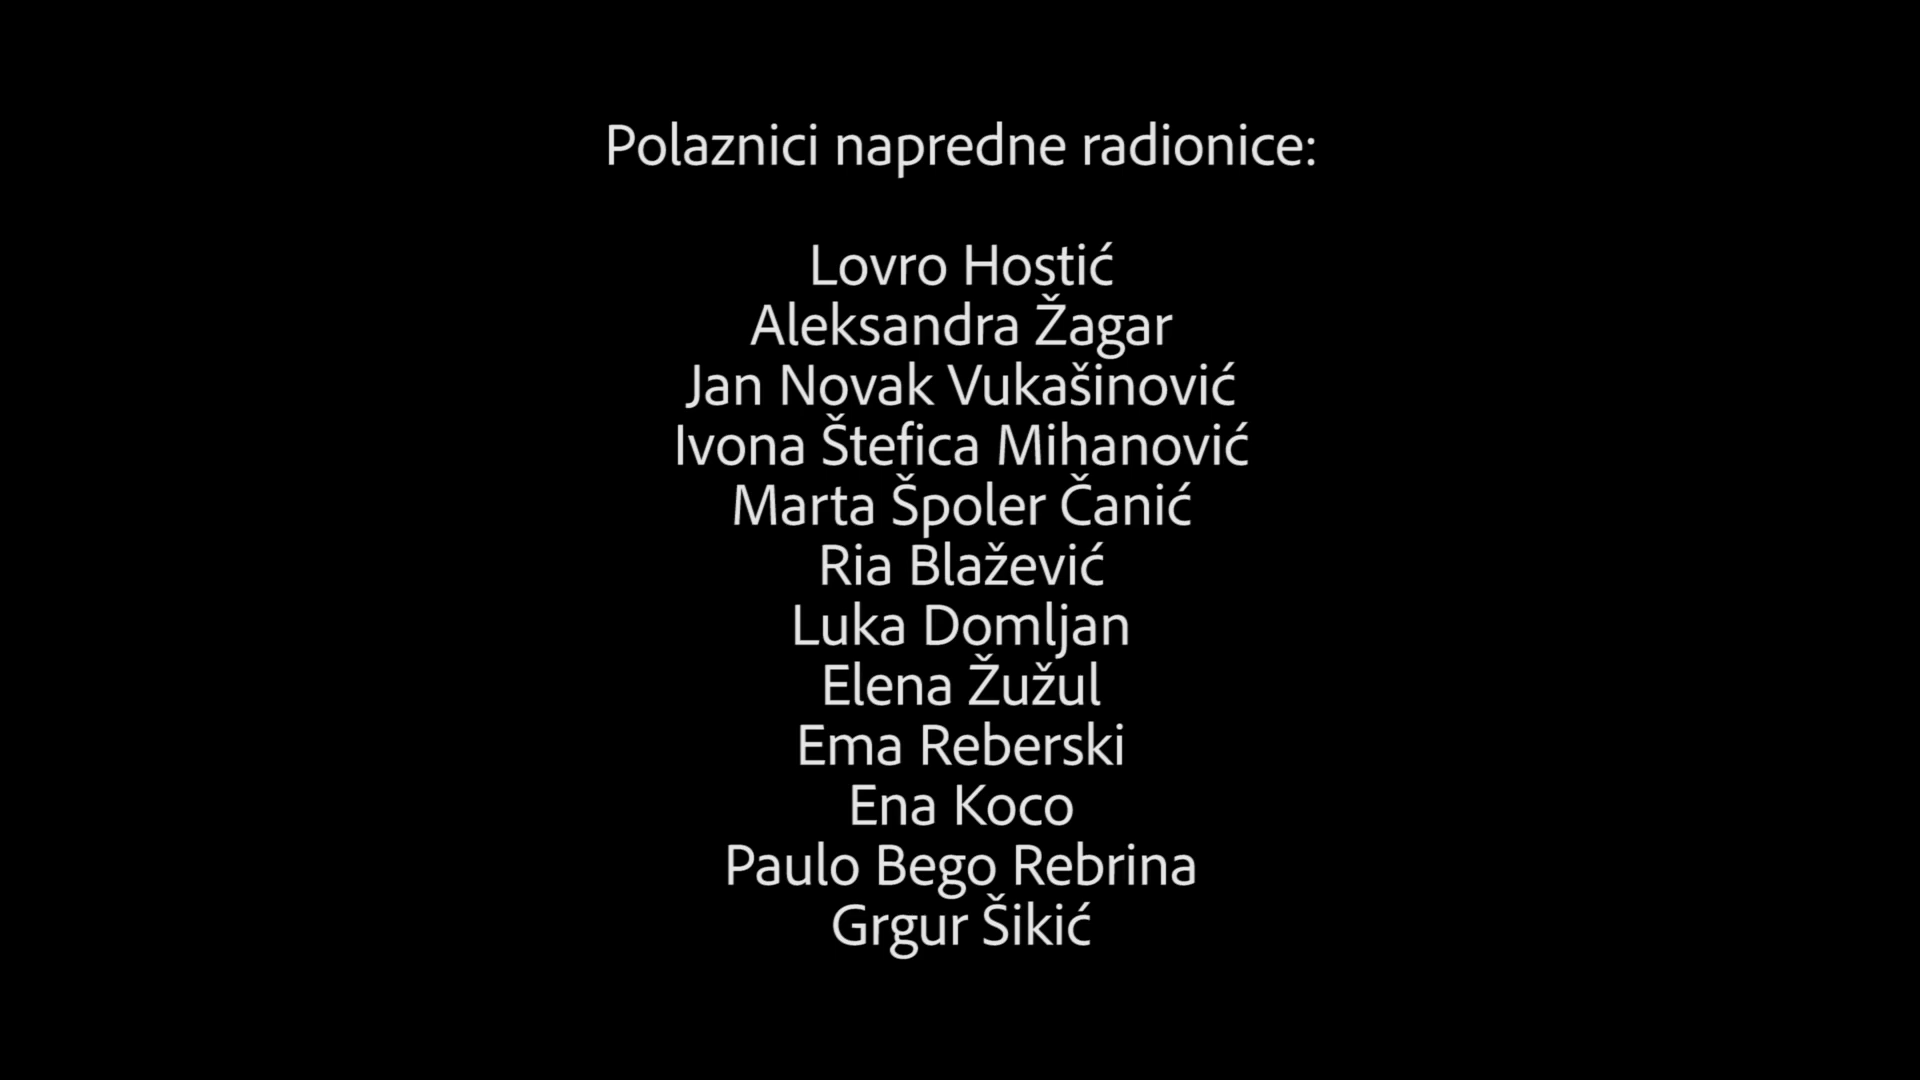 Polaznici napredne radionice:
Lovro Hostić
Aleksandra Žagar
Jan Novak Vukašinović
Ivona Štefica Mihanović
Marta Špoler Čanić
Ria Blažević
Luka Domljan
Elena Žužul
Ema Reberski
Ena Koco
Paulo Bego Rebrina
Grgur Šikić